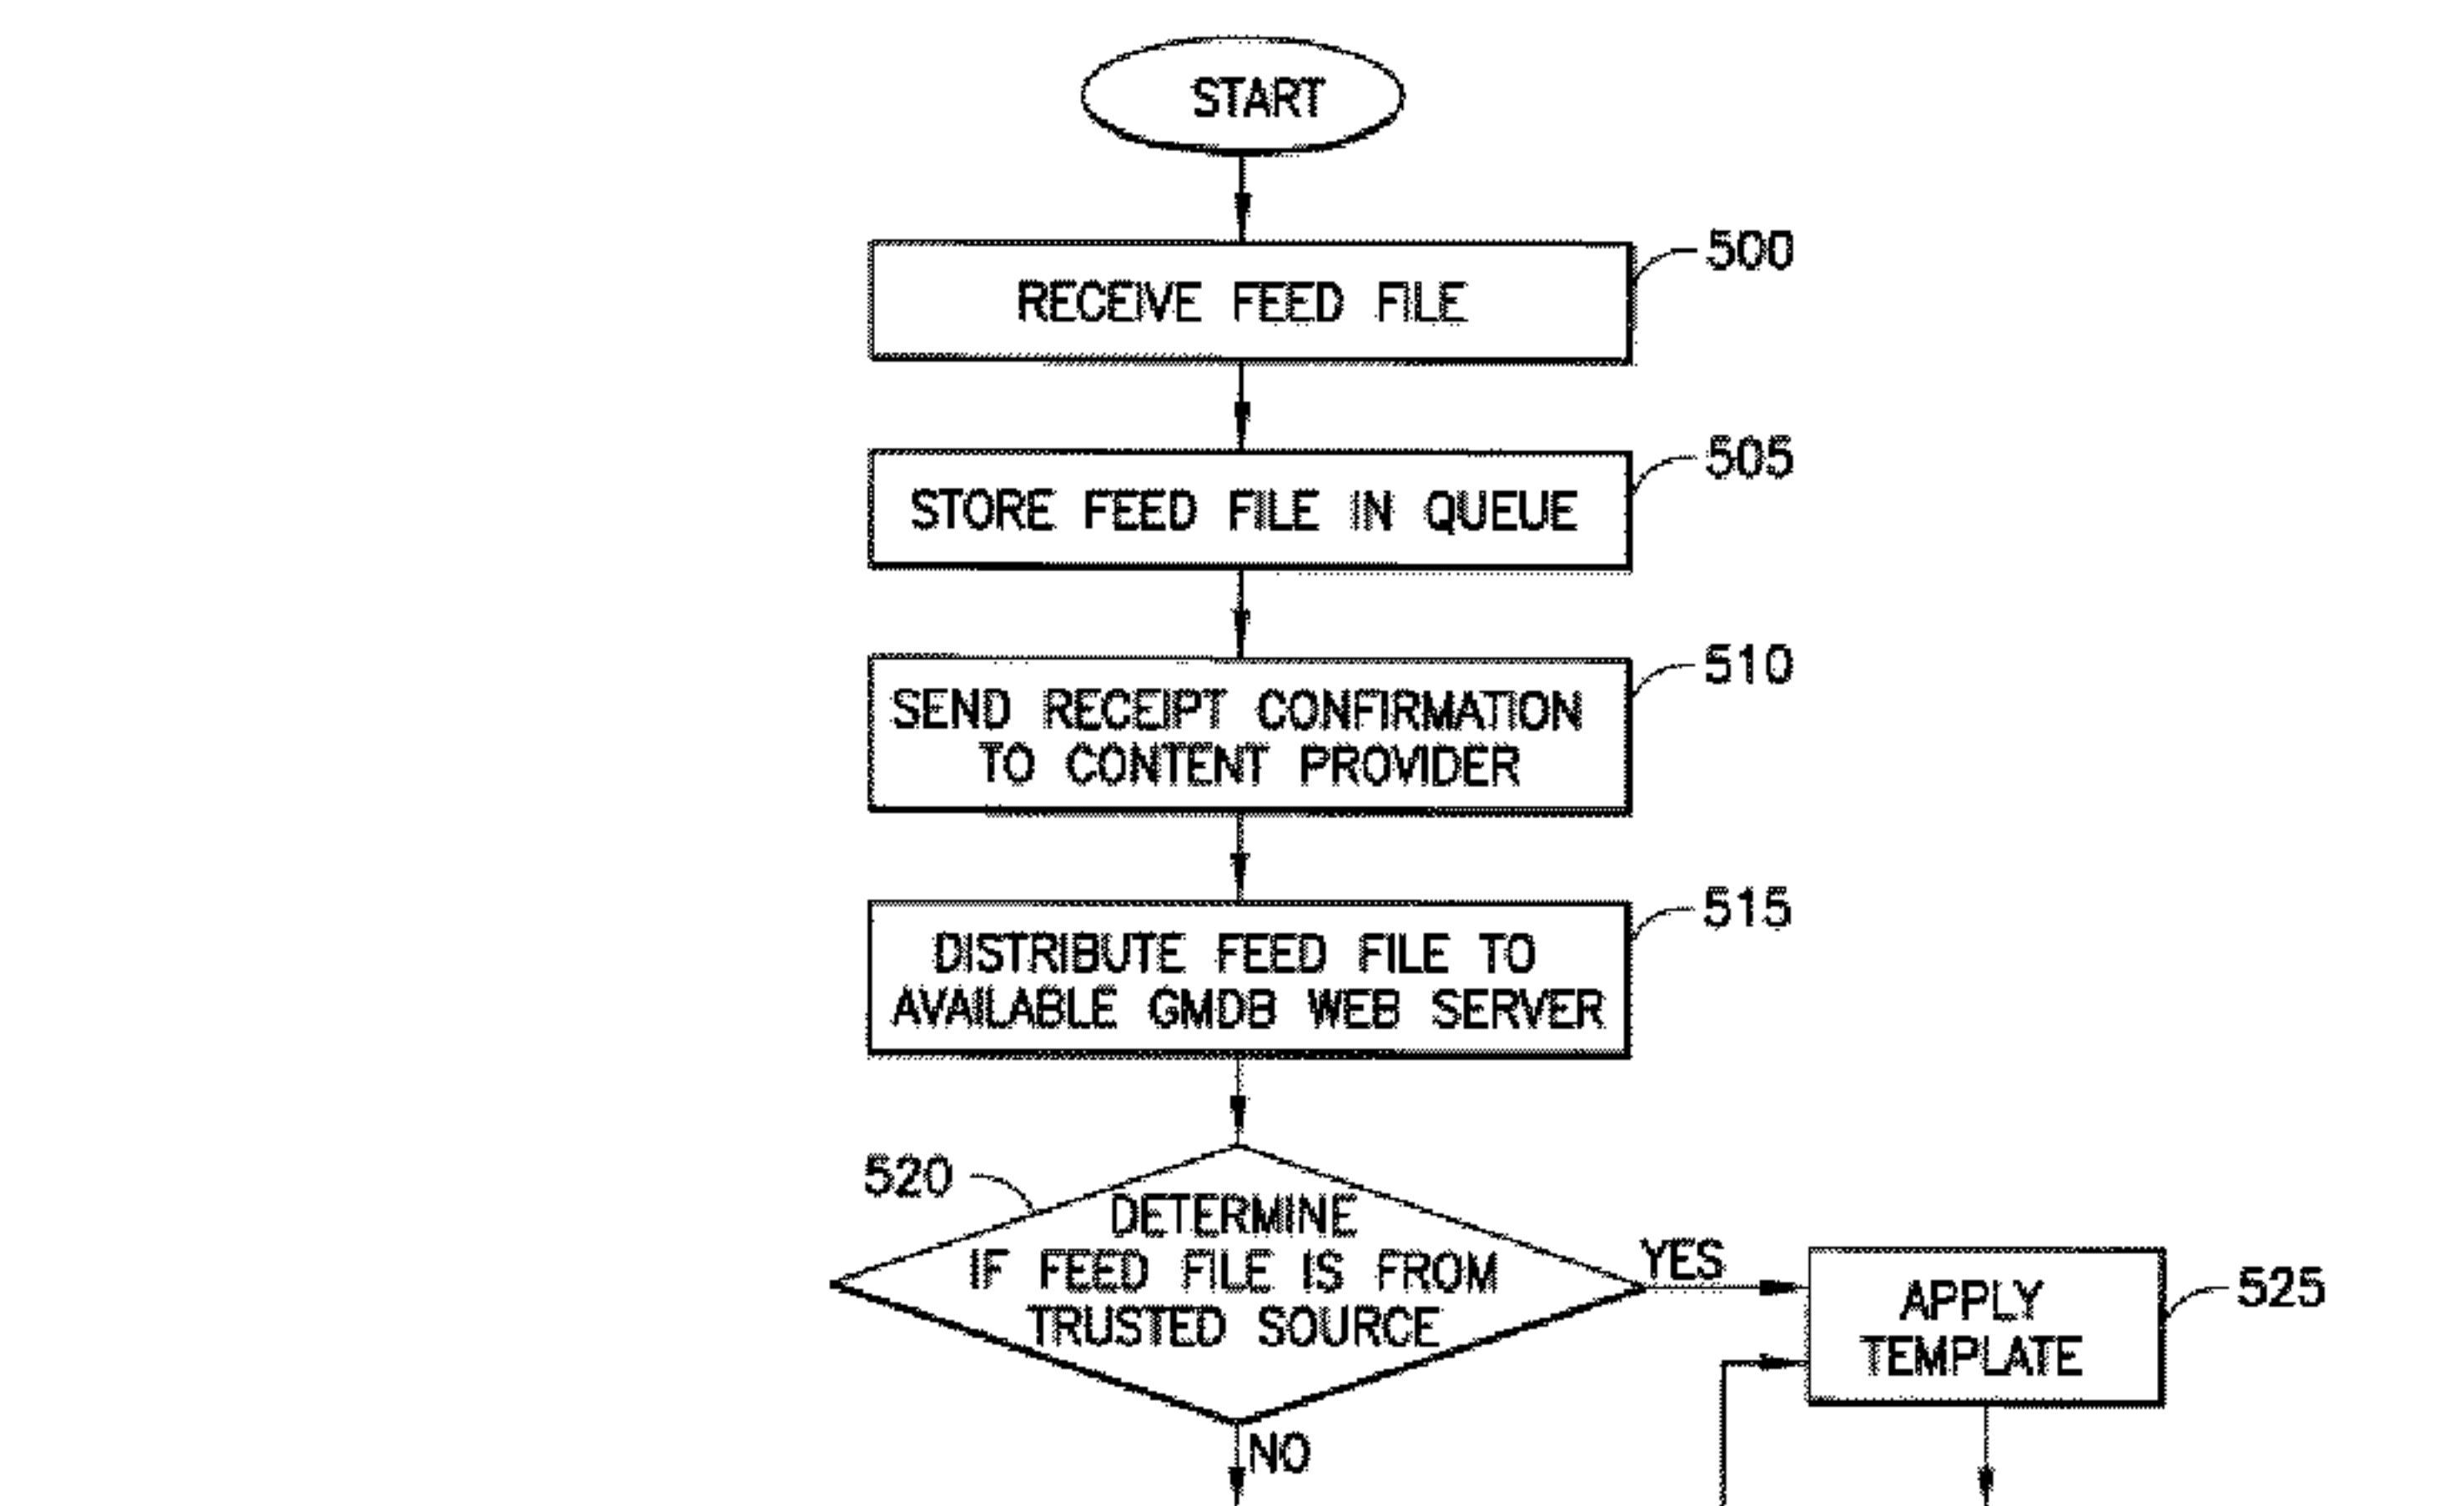 START
RECEIVE FEED FILE
500
STORE FEED FILE IN QUEUE
505
SEND RECEIPT CONFIRMATION
TO CONTENT PROVIDER
510
DISTRIBUTE FEED FILE TO
AVAILABLE GMDB WEB SERVER
515
520
DETERMINE
IF FEED FILE IS FROM
TRUSTED SOURCE
YES
APPLY
TEMPLATE
525
NO